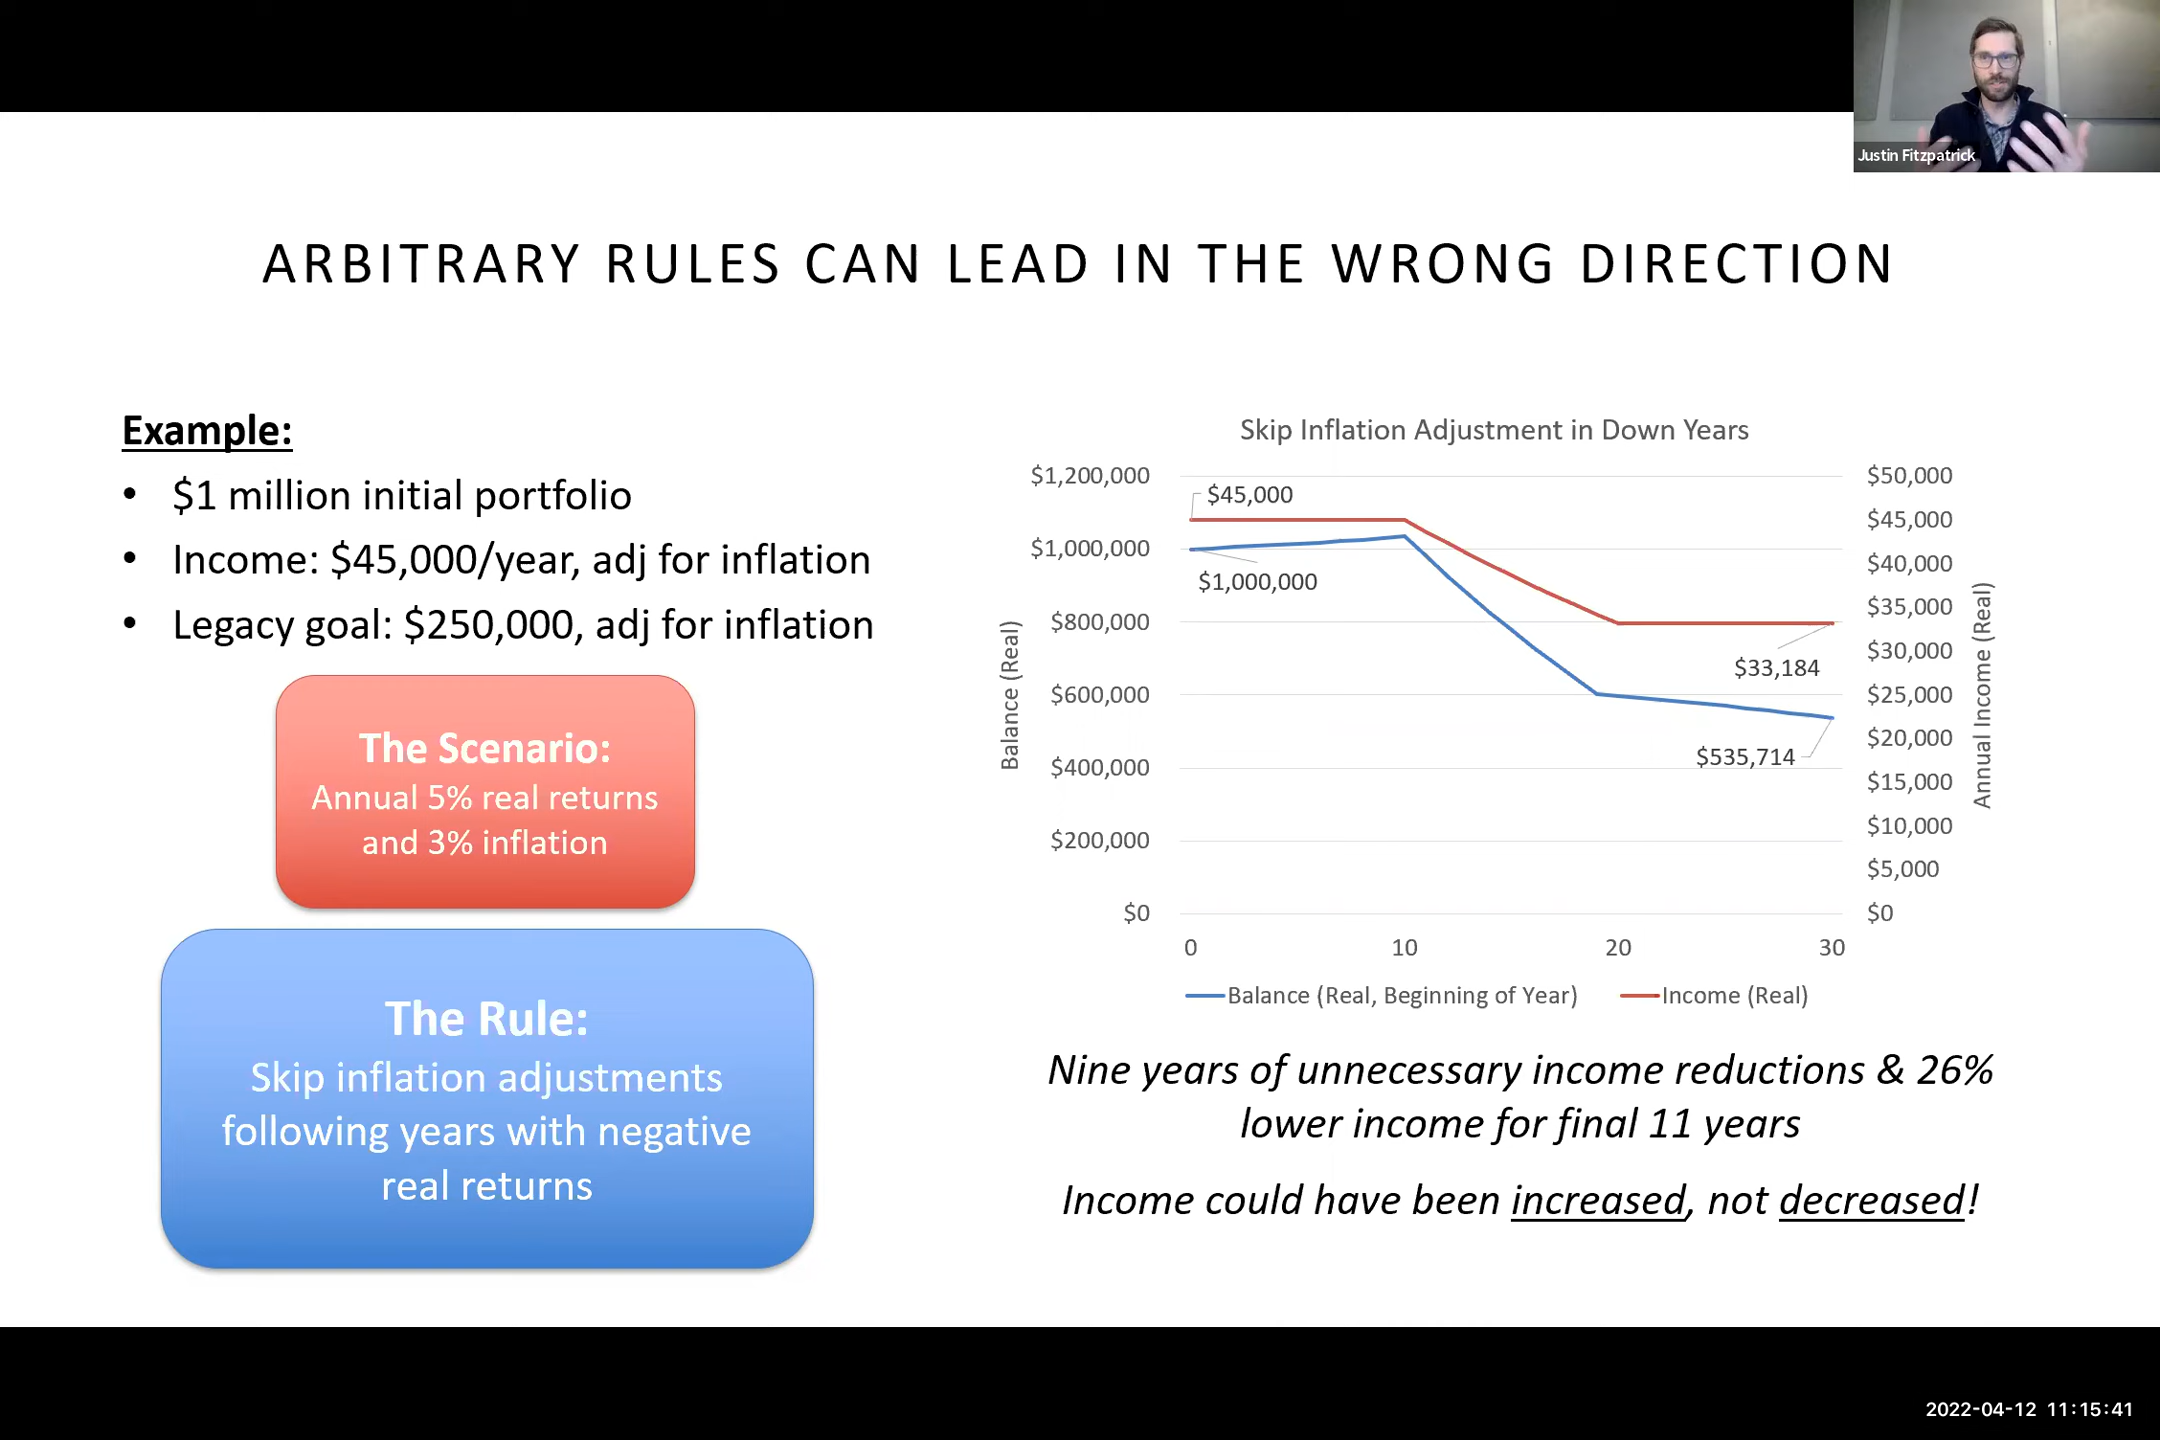 Justin Fitzpatrick
ARBITRARY RULES CAN LEAD IN THE WRONG DIRECTION
Example:
• $1 million initial portfolio
• Income: $45,000/year, adj for inflation
• Legacy goal: $250,000, adj for inflation
The Scenario:
Annual 5% real returns
and 3% inflation
The Rule:
Skip inflation adjustments
following years with negative
real returns
Skip Inflation Adjustment in Down Years
Balance (Real)
$1,200,000
$1,000,000
$800,000
$600,000
$400,000
$200,000
$0
$45,000
$1,000,000
$33,184
$535,714
$50,000
$45,000
$40,000
$35,000
$30,000
$25,000
$20,000
$15,000
$10,000
$5,000
$0
Annual Income (Real)
0 10 20 30
Balance (Real, Beginning of Year) Income (Real)
Nine years of unnecessary income reductions & 26%
lower income for final 11 years
Income could have been increased, not decreased!
2022-04-12 11:15:41